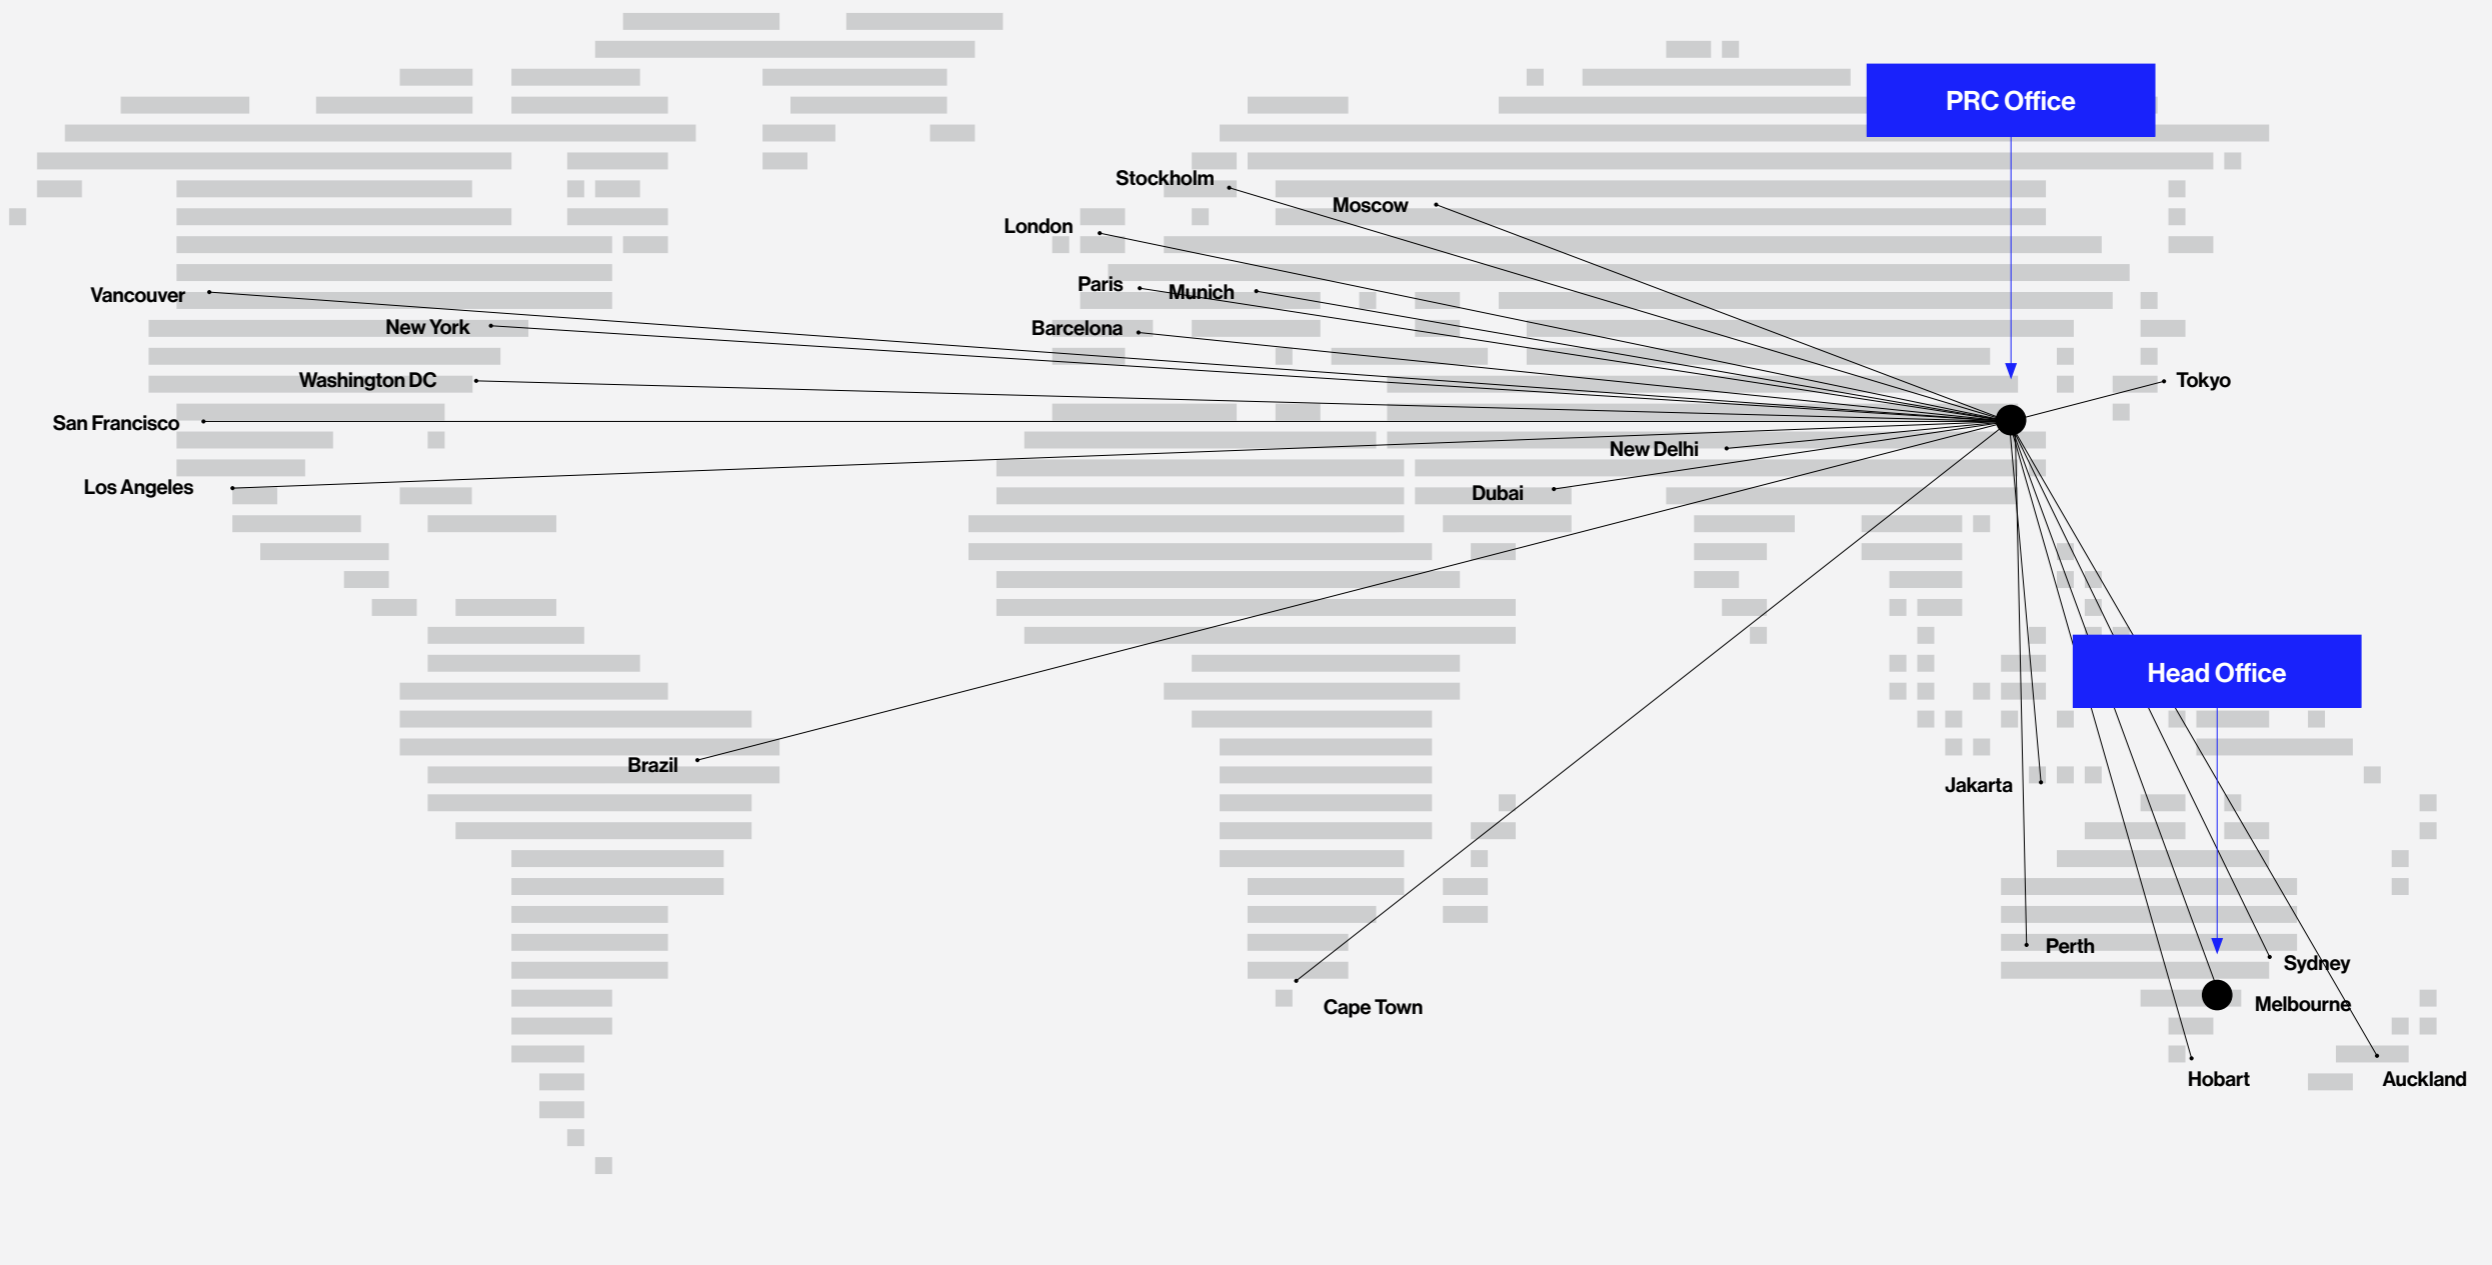 PRC Office
Stockholm
Moscow
London
Paris
Munich
Vancouver
New York
Barcelona
Washington DC
Tokyo
San Francisco
New Delhi
Los Angeles
Dubai
Head Office
Brazil
Jakarta
Perth
Sydney
Cape Town
Melbourne
Hobart
Auckland